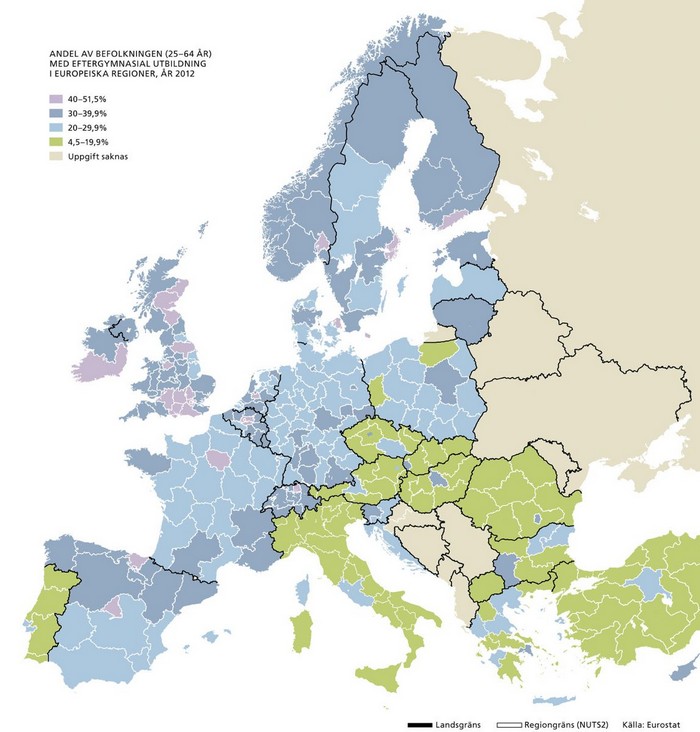 ANDEL AV BEFOLKNINGEN (25–64 ÅR)
MED EFTERGYMNASIAL UTBILDNING
I EUROPEISKA REGIONER, ÅR 2012
40–51,5%
30–39,9%
20–29,9%
4,5–19,9%
Uppgift saknas
Landsgräns Regiongräns (NUTS2) Källa: Eurostat